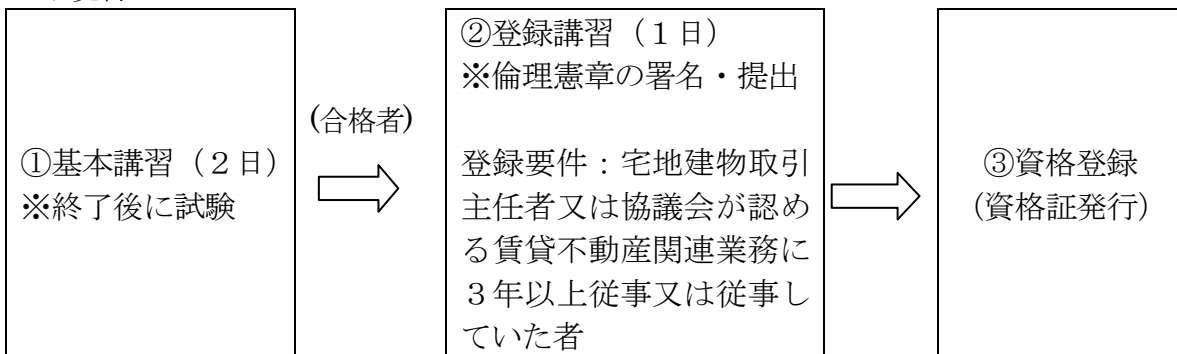 ①基本講習（２日）
※終了後に試験
(合格者)
②登録講習（１日）
※倫理憲章の署名・提出
登録要件：宅地建物取引
主任者又は協議会が認め
る賃貸不動産関連業務に
３年以上従事又は従事し
ていた者
③資格登録
(資格証発行)